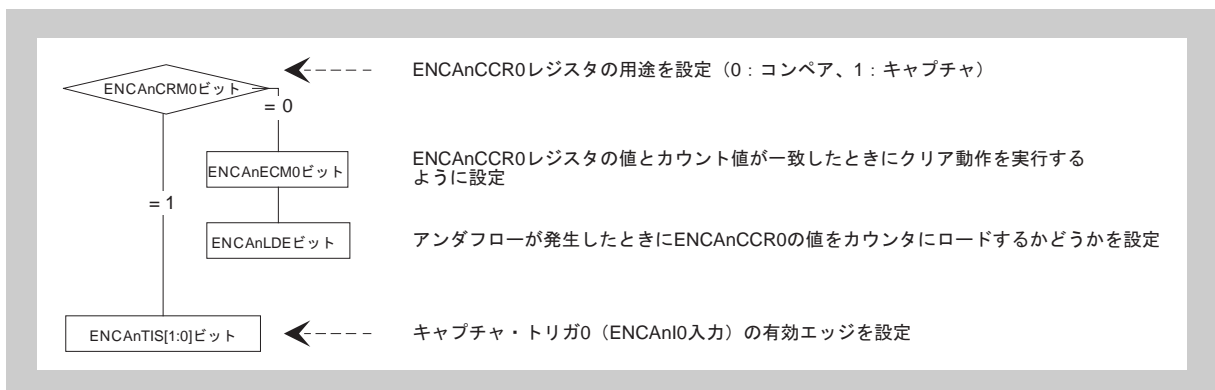 ENCAnCRM0ビット
ENCAnCCR0レジスタの用途を設定（0：コンペア、1：キャプチャ）
= 0
ENCAnECM0ビット
ENCAnCCR0レジスタの値とカウント値が一致したときにクリア動作を実行する
ように設定
= 1
ENCAnLDEビット
アンダフローが発生したときにENCAnCCR0の値をカウンタにロードするかどうかを設定
ENCAnTIS[1:0]ビット
キャプチャ・トリガ0（ENCAnI0入力）の有効エッジを設定